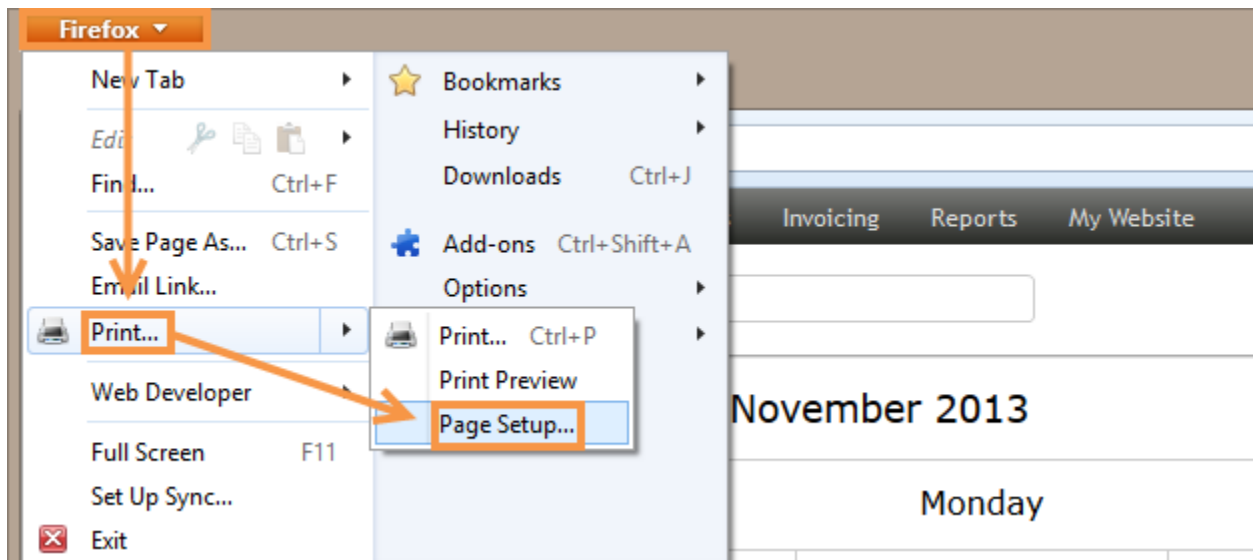 Firefox
New Tab
Edit
Find... Ctrl+F
Save Page As... Ctrl+S
Email Link...
Print...
Web Developer
Full Screen F11
Set Up Sync...
Exit
Bookmarks
History
Downloads Ctrl+J
Add-ons Ctrl+Shift+A
Options
Print... Ctrl+P
Print Preview
Page Setup...
Invoicing Reports My Website
November 2013
Monday